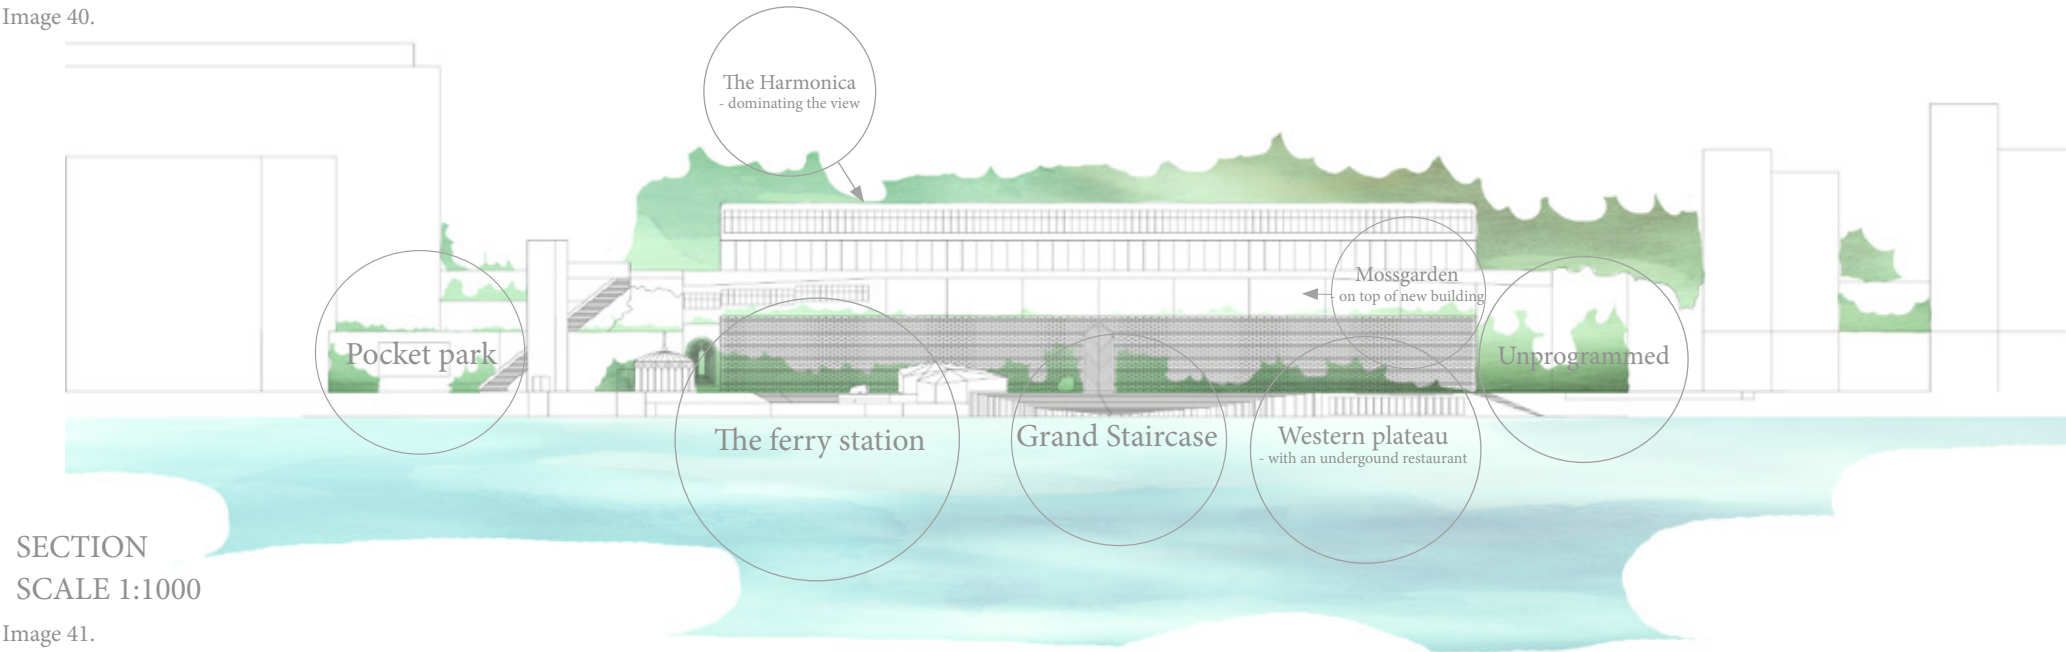 Image 40.
The Harmonica
- dominating the view
Mossgarden
- on top of new building
Pocket park
Unprogrammed
The ferry station
Grand Staircase
Western plateau
- with an undergound restaurant
SECTION
SCALE 1:1000
Image 41.